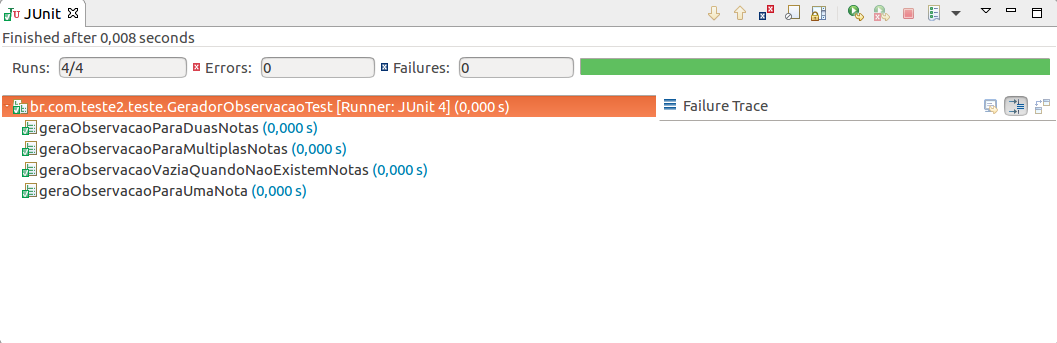 JUnit
Finished after 0,008 seconds
Runs: 4/4 Errors: 0 Failures: 0
br.com.teste2.teste.GeradorObservacaoTest [Runner: JUnit 4] (0,000 s)
Failure Trace
geraObservacaoParaDuasNotas (0,000 s)
geraObservacaoParaMultiplasNotas (0,000 s)
geraObservacaoVaziaQuandoNaoExistemNotas (0,000 s)
geraObservacaoParaUmaNota (0,000 s)